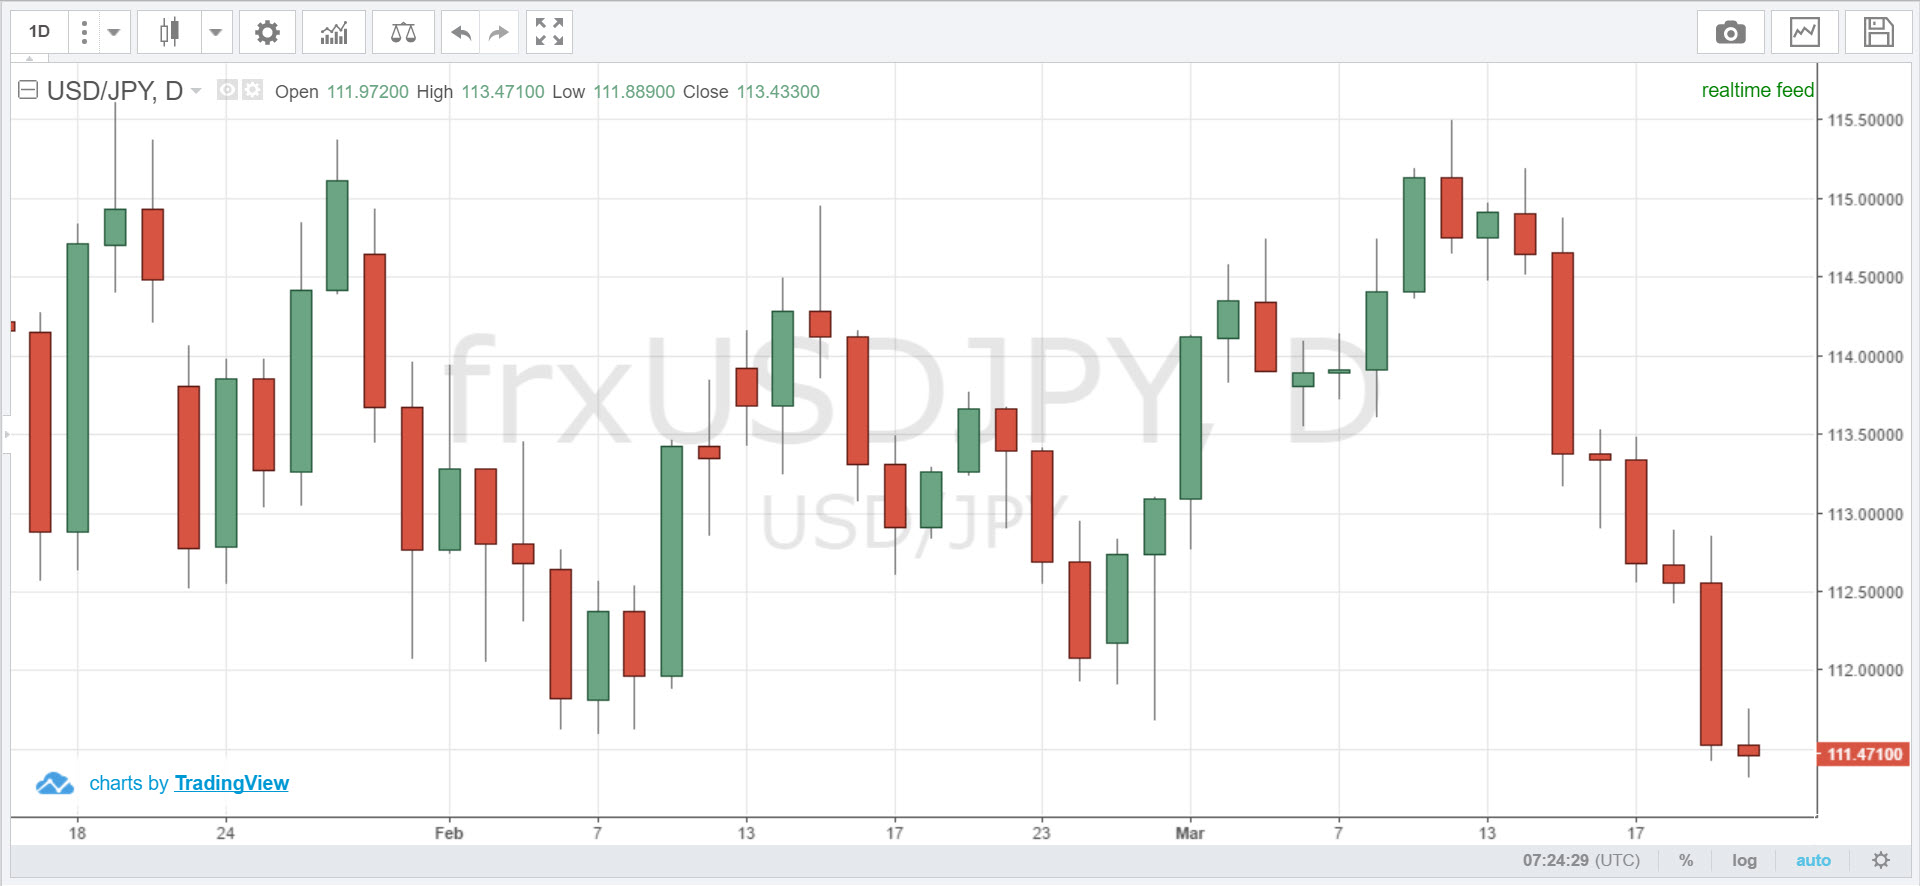 1D
USD/JPY, D Open 111.97200 High 113.47100 Low 111.88900 Close 113.43300
realtime feed
115.50000
115.00000
114.50000
114.00000
113.50000
113.00000
112.50000
112.00000
111.47100
frxUSDJPY, D
USD/JPY
charts by TradingView
18 24 Feb 7 13 17 23 Mar 7 13 17
07:24:29 (UTC) % log auto